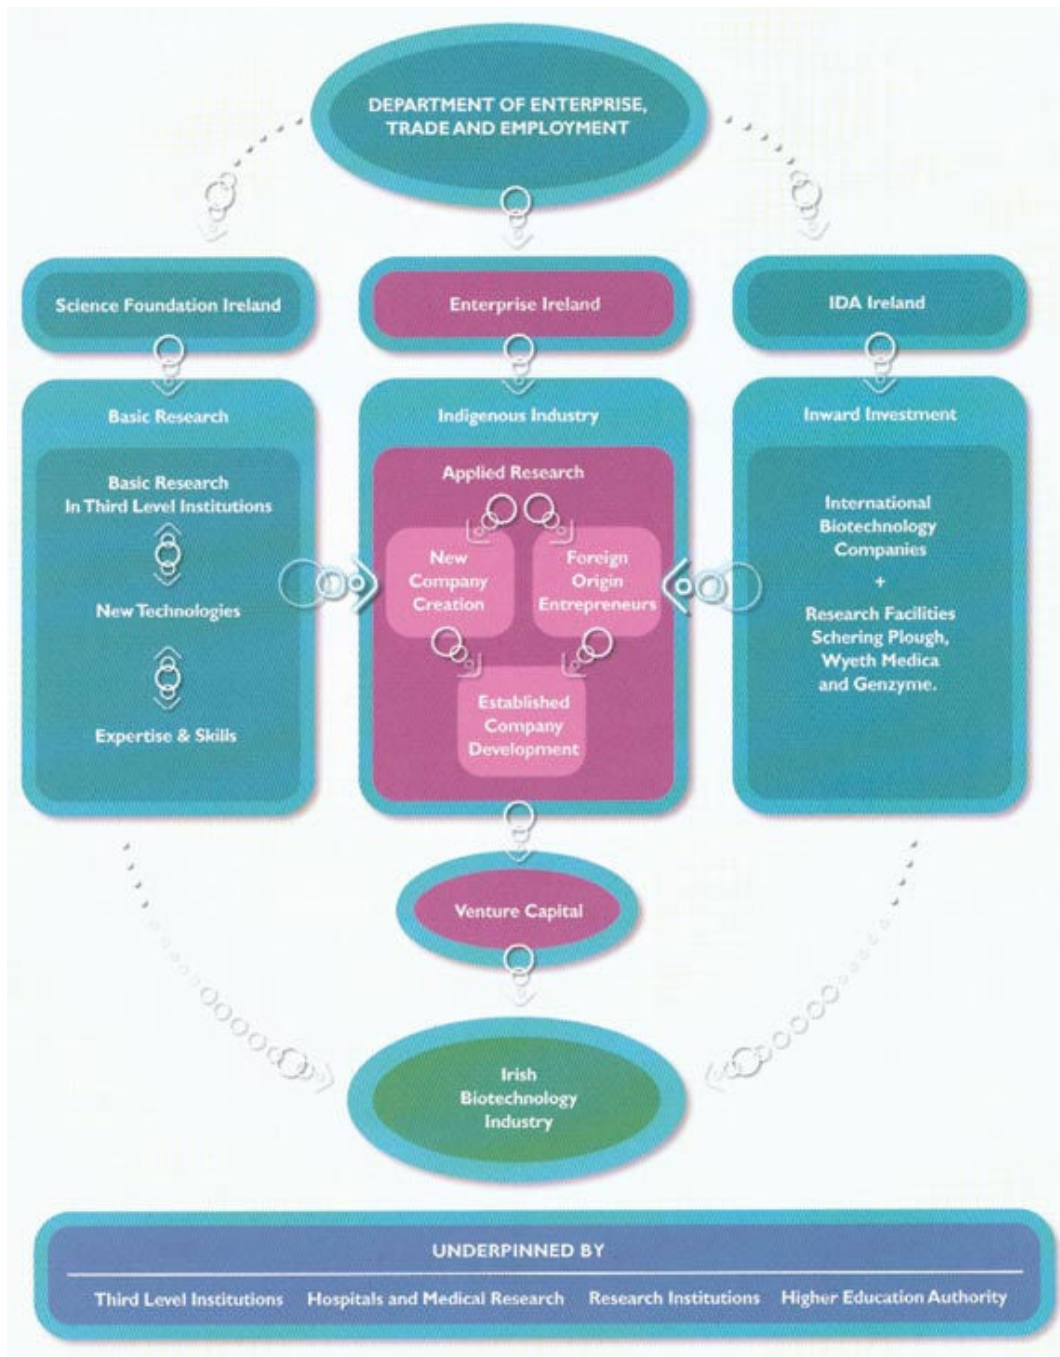 DEPARTMENT OF ENTERPRISE,
TRADE AND EMPLOYMENT
Science Foundation Ireland
Enterprise Ireland
IDA Ireland
Basic Research
Basic Research
In Third Level Institutions
New Technologies
Expertise & Skills
Indigenous Industry
Applied Research
New
Company
Creation
Foreign
Origin
Entrepreneurs
Established
Company
Development
Inward Investment
International
Biotechnology
Companies
+
Research Facilities
Schering Plough,
Wyeth Medica
and Genzyme.
Venture Capital
Irish
Biotechnology
Industry
UNDERPINNED BY
Third Level Institutions Hospitals and Medical Research Research Institutions Higher Education Authority